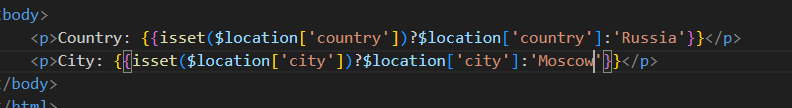 <body>
<p>Country: {{isset($location['country'])?$location['country']:'Russia'}}</p>
<p>City: {{isset($location['city'])?$location['city']:'Moscow'}}</p>
</body>
</html>